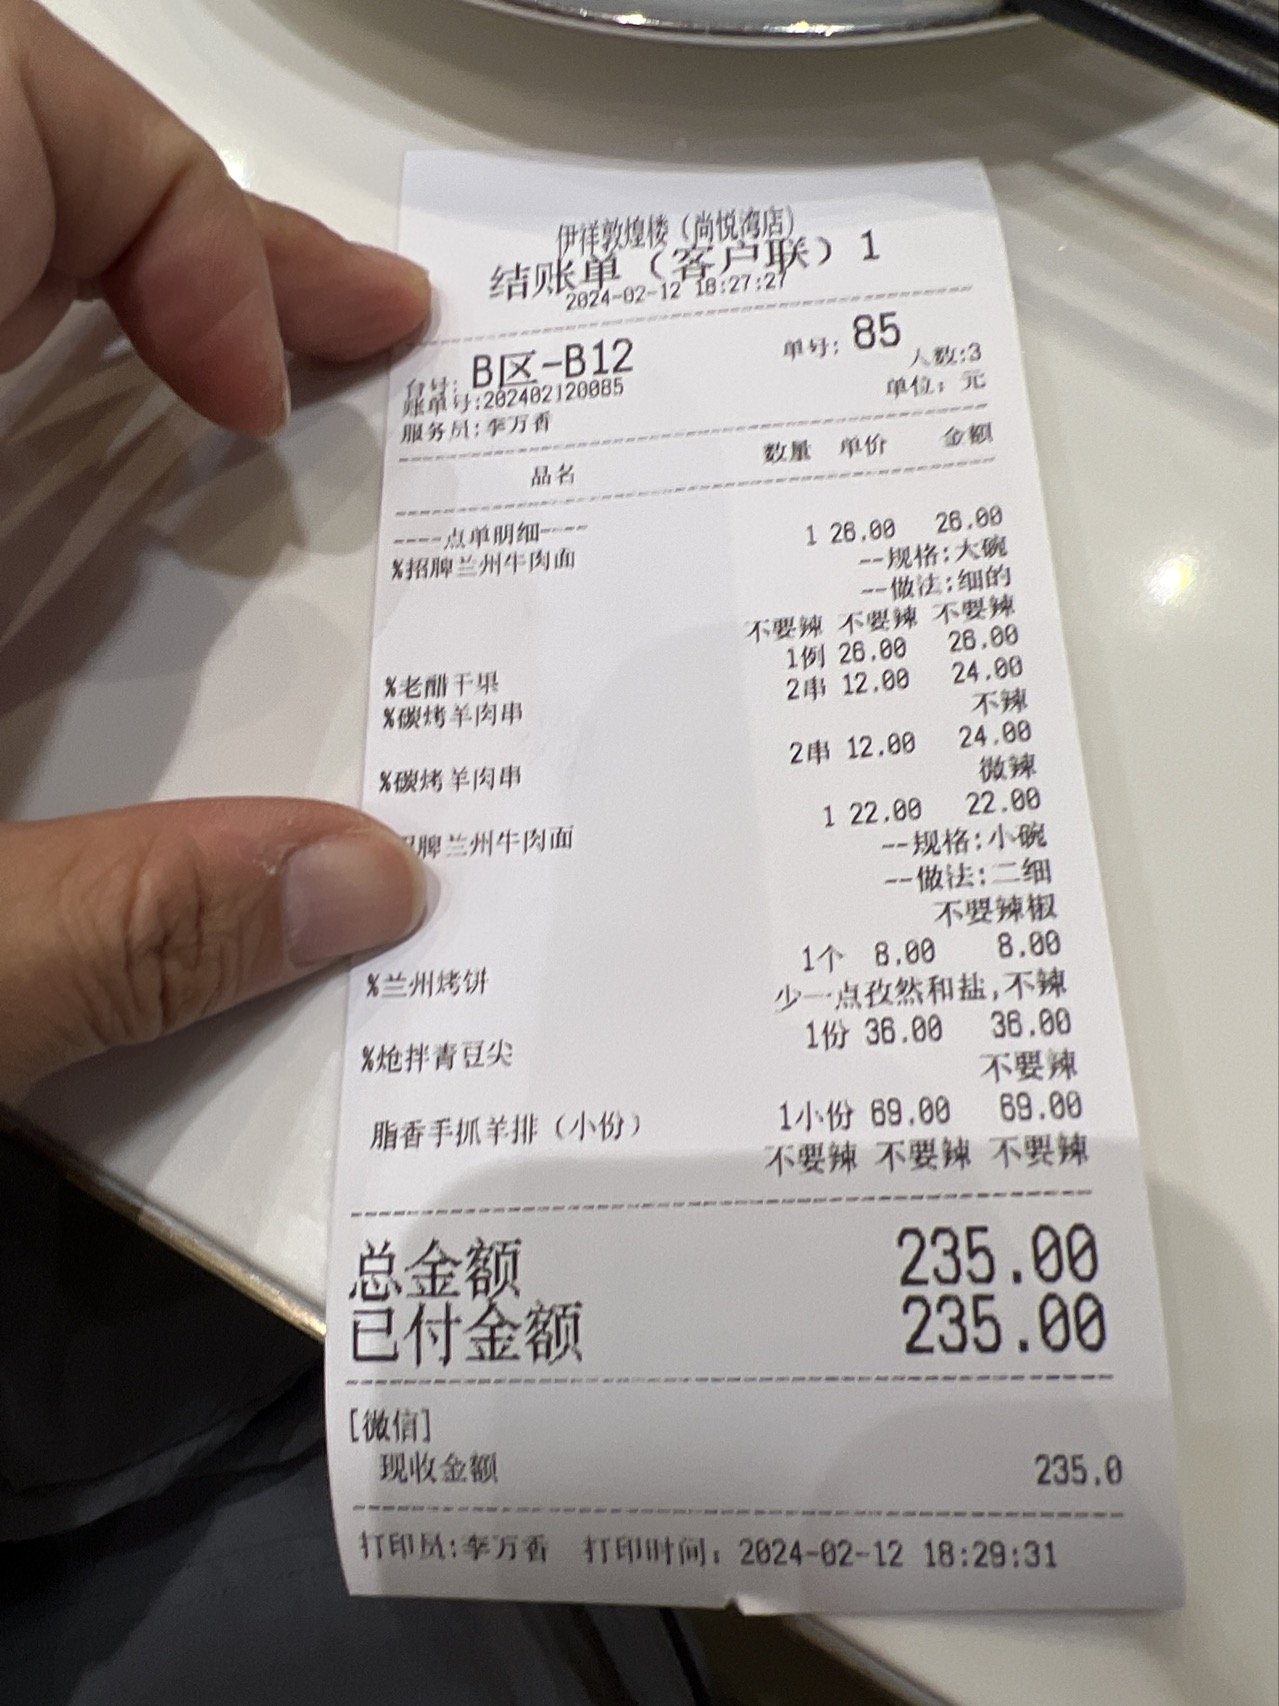 伊祥敦煌楼（尚悦湾店）
结账单（客户联）1
2024-02-12 18:27:27
台号: B区-B12 单号: 85
账单号:202402120085 人数:3
服务员:李万香 单位: 元
品名 数量 单价 金额
----点单明细----
%招牌兰州牛肉面 1 26.00 26.00
--规格:大碗
--做法:细的
不要辣 不要辣 不要辣
%老醋干果 1例 26.00 26.00
%碳烤羊肉串 2串 12.00 24.00
不辣
%碳烤羊肉串 2串 12.00 24.00
微辣
招牌兰州牛肉面 1 22.00 22.00
--规格:小碗
--做法:二细
不要辣椒
%兰州烤饼 1个 8.00 8.00
少一点孜然和盐,不辣
%炝拌青豆尖 1份 36.00 36.00
不要辣
脂香手抓羊排（小份） 1小份 69.00 69.00
不要辣 不要辣 不要辣
总金额 235.00
已付金额 235.00
[微信]
现收金额 235.0
打印员:李万香 打印时间: 2024-02-12 18:29:31